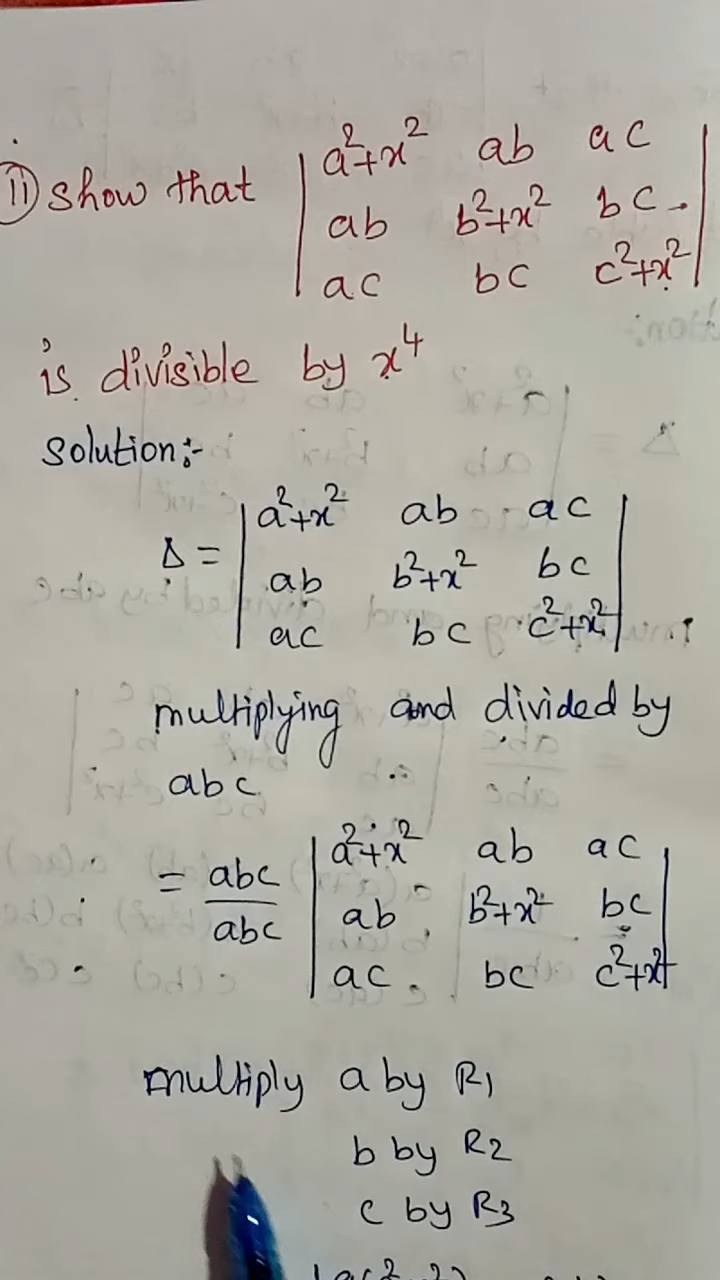 ii) show that | a²+x² ab ac |
| ab b²+x² bc |
| ac bc c²+x² |
is divisible by x⁴
solution:-
Δ = | a²+x² ab ac |
| ab b²+x² bc |
| ac bc c²+x² |
multiplying and divided by
abc
= abc/abc | a²+x² ab ac |
| ab b²+x² bc |
| ac bc c²+x² |
multiply a by R1
b by R2
c by R3